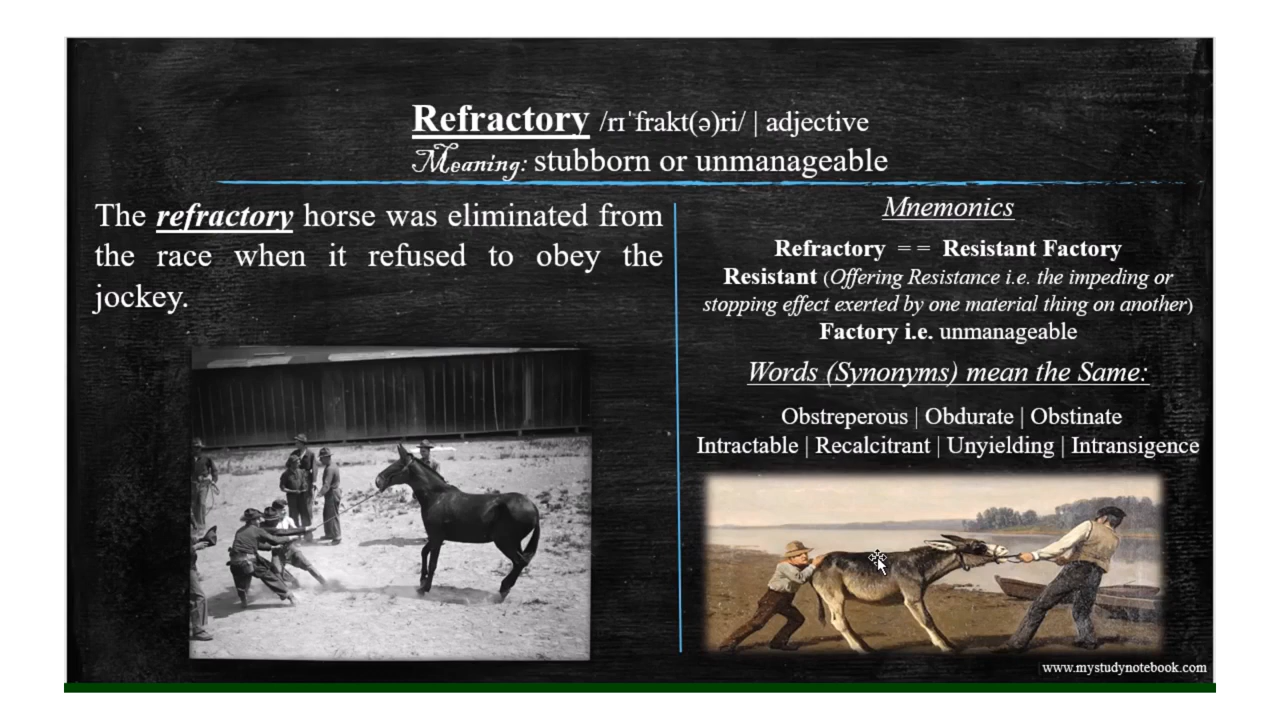 Refractory /rɪˈfrakt(ə)ri/ | adjective
Meaning: stubborn or unmanageable
The refractory horse was eliminated from
the race when it refused to obey the
jockey.
Mnemonics
Refractory == Resistant Factory
Resistant (Offering Resistance i.e. the impeding or
stopping effect exerted by one material thing on another)
Factory i.e. unmanageable
Words (Synonyms) mean the Same:
Obstreperous | Obdurate | Obstinate
Intractable | Recalcitrant | Unyielding | Intransigence
www.mystudynotebook.com